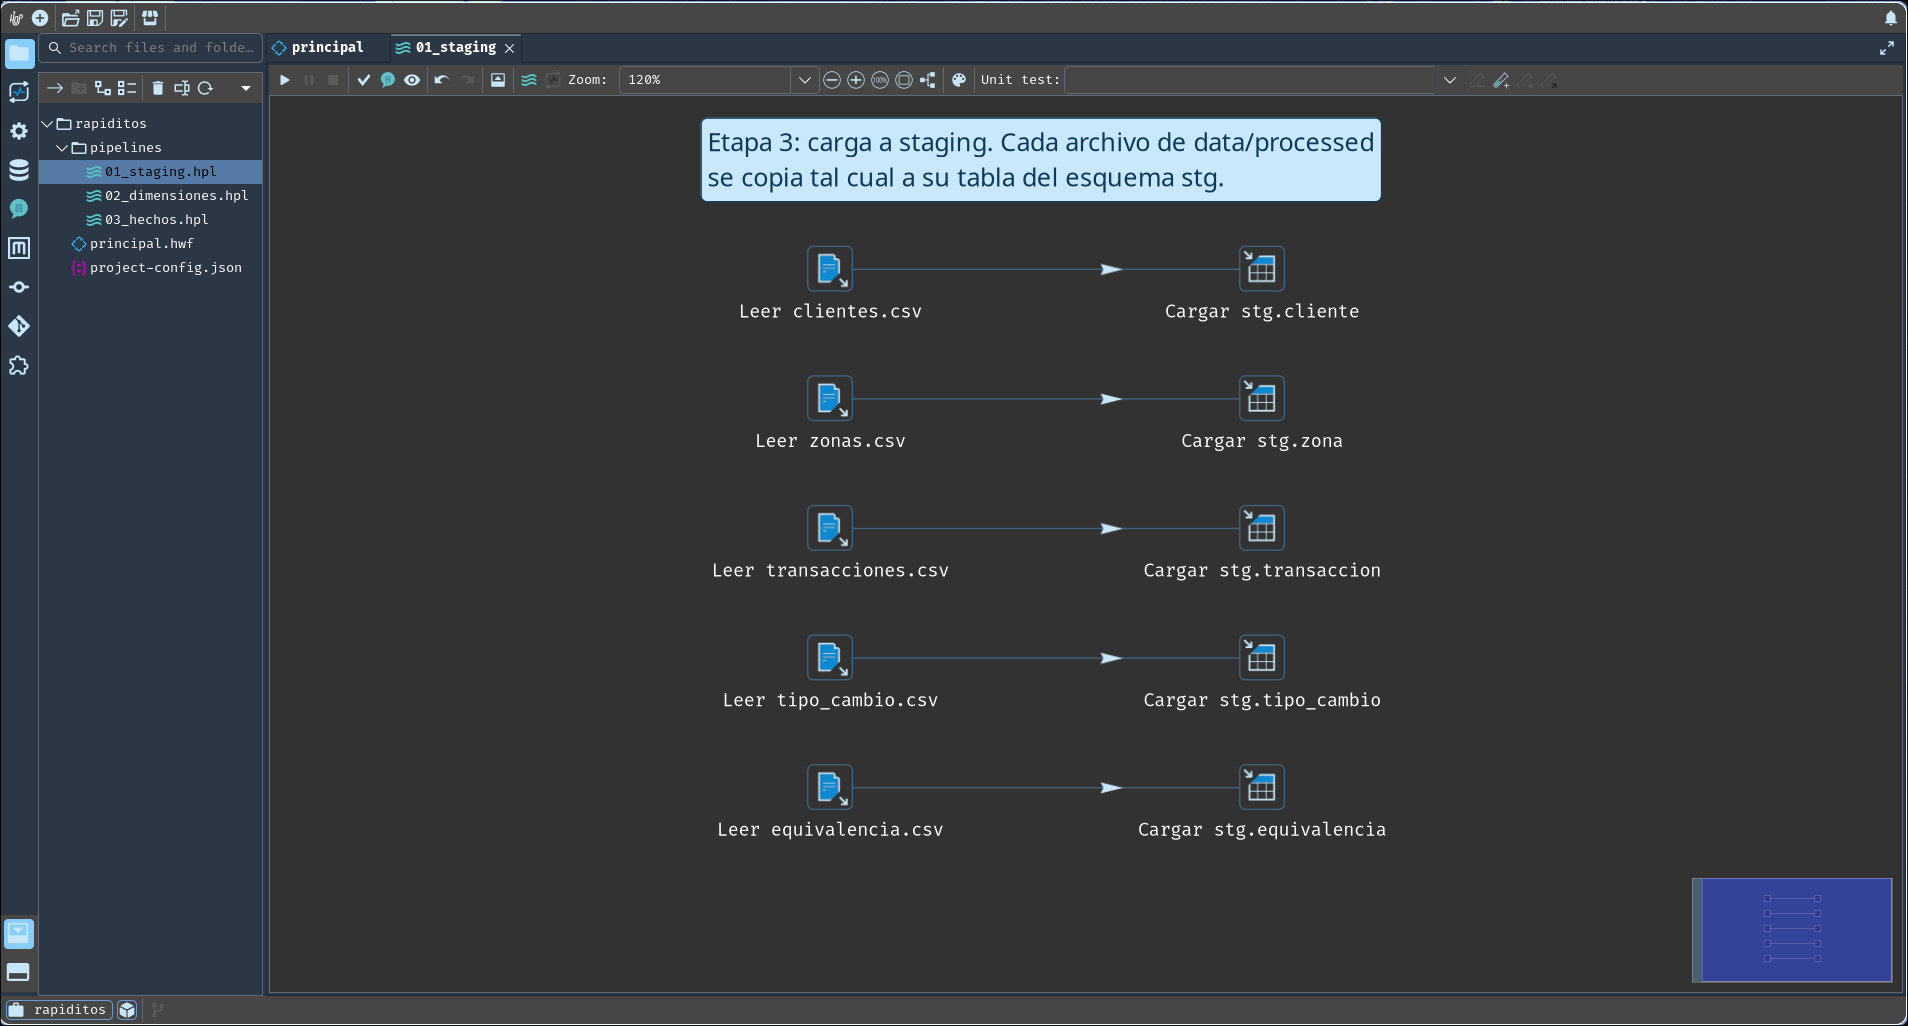 Search files and folde...
principal
01_staging
Zoom:
120%
100%
Unit test:
rapiditos
pipelines
01_staging.hpl
02_dimensiones.hpl
03_hechos.hpl
principal.hwf
project-config.json
Etapa 3: carga a staging. Cada archivo de data/processed
se copia tal cual a su tabla del esquema stg.
Leer clientes.csv
Cargar stg.cliente
Leer zonas.csv
Cargar stg.zona
Leer transacciones.csv
Cargar stg.transaccion
Leer tipo_cambio.csv
Cargar stg.tipo_cambio
Leer equivalencia.csv
Cargar stg.equivalencia
rapiditos